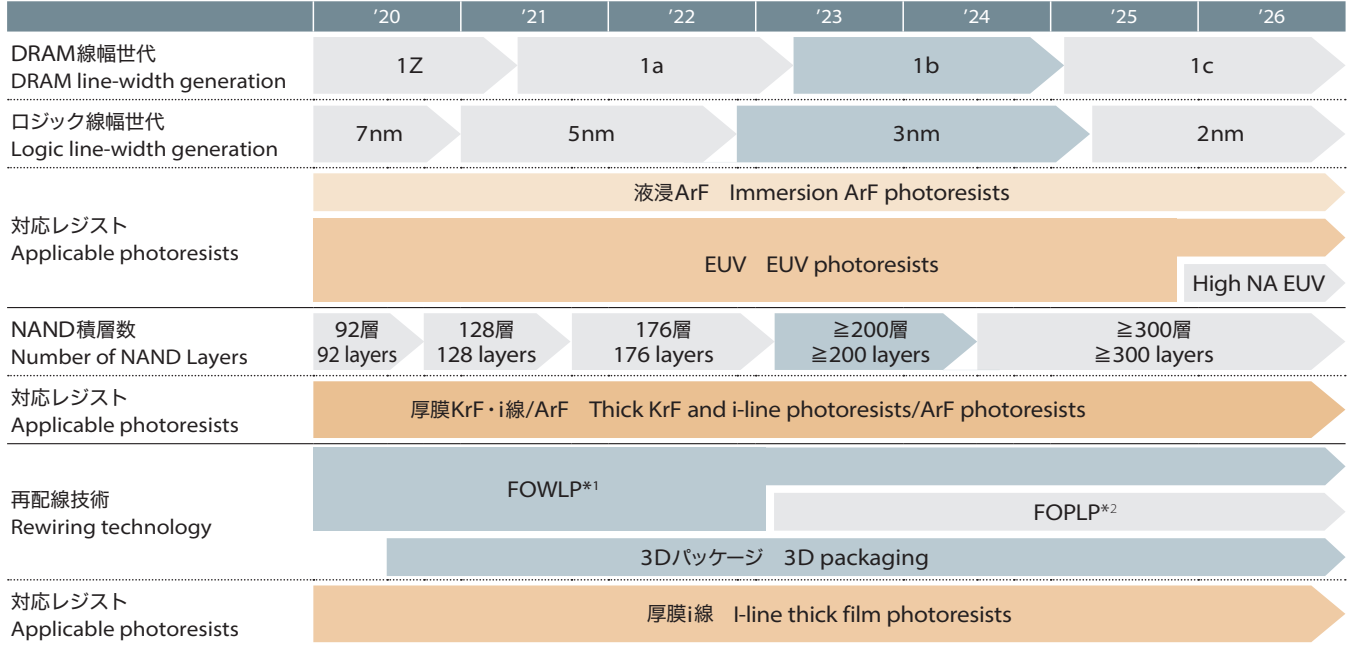 ’20 ’21 ’22 ’23 ’24 ’25 ’26
DRAM線幅世代
DRAM line-width generation
1Z 1a 1b 1c
ロジック線幅世代
Logic line-width generation
7nm 5nm 3nm 2nm
対応レジスト
Applicable photoresists
液浸ArF Immersion ArF photoresists
EUV EUV photoresists
High NA EUV
NAND積層数
Number of NAND Layers
92層 128層 176層 ≧200層 ≧300層
92 layers 128 layers 176 layers ≧200 layers ≧300 layers
対応レジスト
Applicable photoresists
厚膜KrF・i線/ArF Thick KrF and i-line photoresists/ArF photoresists
再配線技術
Rewiring technology
FOWLP*1
FOPLP*2
3Dパッケージ 3D packaging
対応レジスト
Applicable photoresists
厚膜i線 I-line thick film photoresists